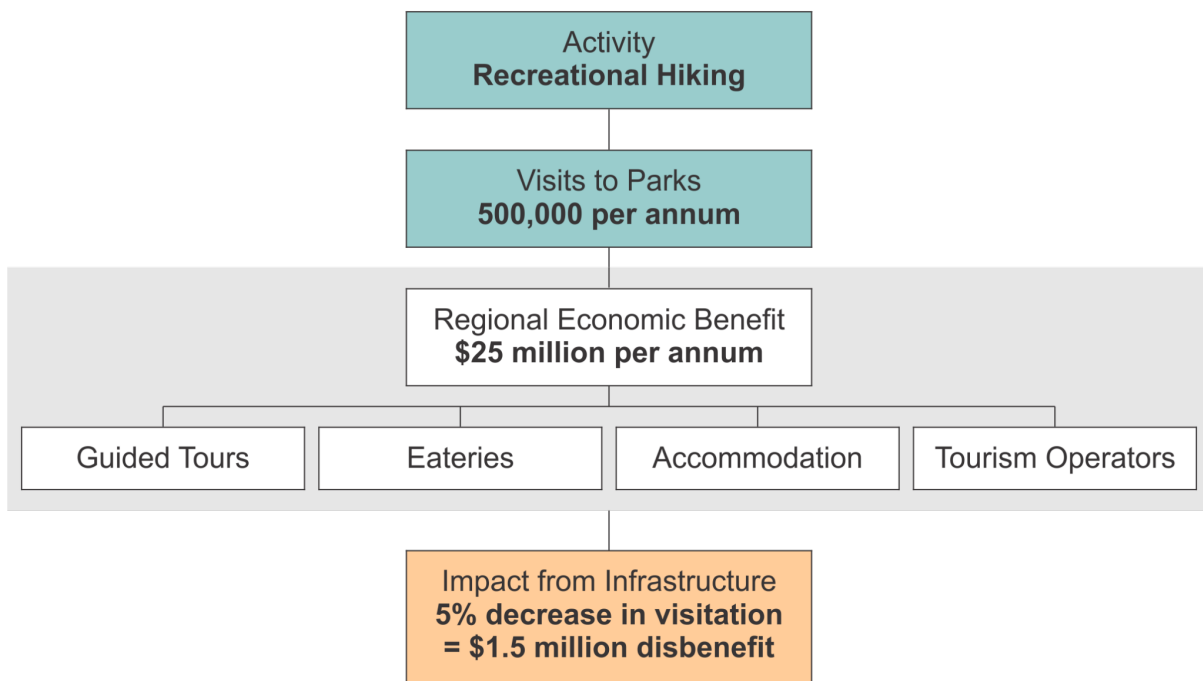 Activity
Recreational Hiking
Visits to Parks
500,000 per annum
Regional Economic Benefit
$25 million per annum
Guided Tours
Eateries
Accommodation
Tourism Operators
Impact from Infrastructure
5% decrease in visitation
= $1.5 million disbenefit